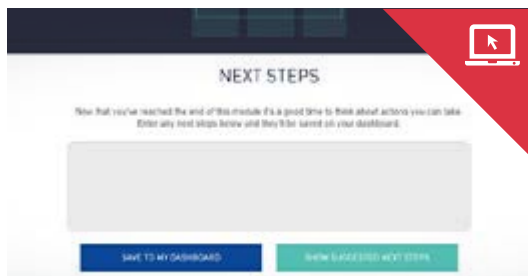 NEXT STEPS
Now that you've reached the end of this module it's a good time to think about actions you can take.
Enter any next steps below and they'll be saved on your dashboard.
SAVE TO MY DASHBOARD
SHOW SUGGESTED NEXT STEPS